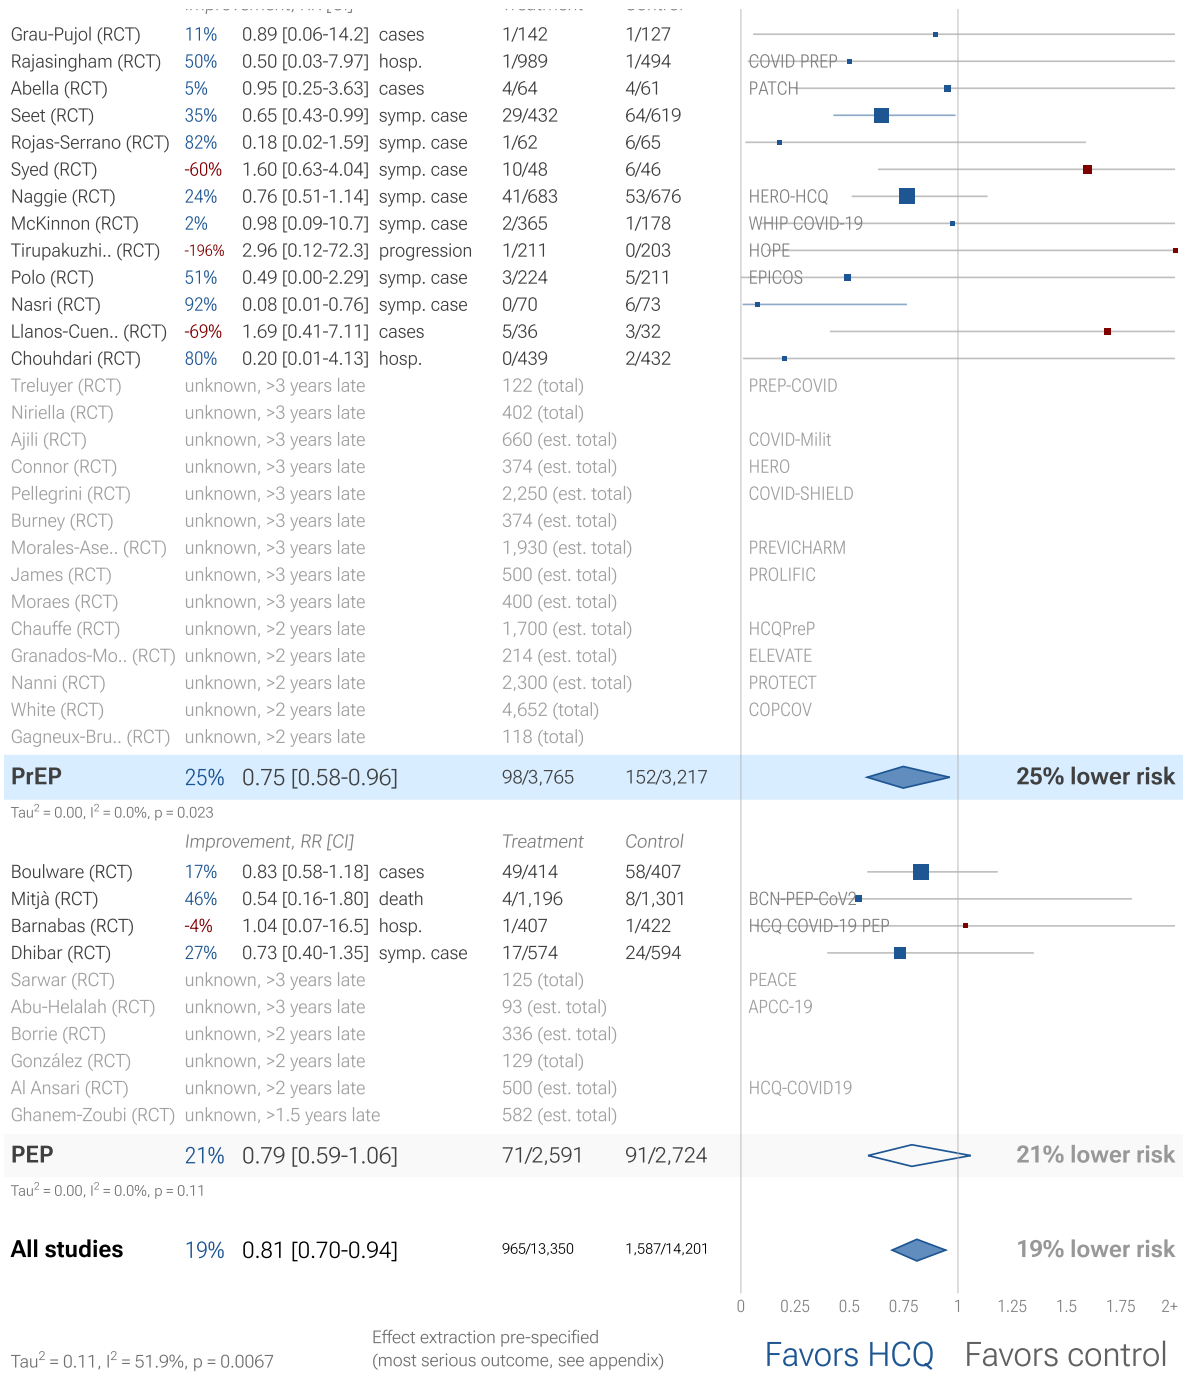 Improvement, RR [CI] Treatment Control
Grau-Pujol (RCT) 11% 0.89 [0.06-14.2] cases 1/142 1/127
Rajasingham (RCT) 50% 0.50 [0.03-7.97] hosp. 1/989 1/494 COVID PREP
Abella (RCT) 5% 0.95 [0.25-3.63] cases 4/64 4/61 PATCH
Seet (RCT) 35% 0.65 [0.43-0.99] symp. case 29/432 64/619
Rojas-Serrano (RCT) 82% 0.18 [0.02-1.59] symp. case 1/62 6/65
Syed (RCT) -60% 1.60 [0.63-4.04] symp. case 10/48 6/46
Naggie (RCT) 24% 0.76 [0.51-1.14] symp. case 41/683 53/676 HERO-HCQ
McKinnon (RCT) 2% 0.98 [0.09-10.7] symp. case 2/365 1/178 WHIP COVID-19
Tirupakuzhi.. (RCT) -196% 2.96 [0.12-72.3] progression 1/211 0/203 HOPE
Polo (RCT) 51% 0.49 [0.00-2.29] symp. case 3/224 5/211 EPICOS
Nasri (RCT) 92% 0.08 [0.01-0.76] symp. case 0/70 6/73
Llanos-Cuen.. (RCT) -69% 1.69 [0.41-7.11] cases 5/36 3/32
Chouhdari (RCT) 80% 0.20 [0.01-4.13] hosp. 0/439 2/432
Treluyer (RCT) unknown, >3 years late 122 (total) PREP-COVID
Niriella (RCT) unknown, >3 years late 402 (total)
Ajili (RCT) unknown, >3 years late 660 (est. total) COVID-Milit
Connor (RCT) unknown, >3 years late 374 (est. total) HERO
Pellegrini (RCT) unknown, >3 years late 2,250 (est. total) COVID-SHIELD
Burney (RCT) unknown, >3 years late 374 (est. total)
Morales-Ase.. (RCT) unknown, >3 years late 1,930 (est. total) PREVICHARM
James (RCT) unknown, >3 years late 500 (est. total) PROLIFIC
Moraes (RCT) unknown, >3 years late 400 (est. total)
Chauffe (RCT) unknown, >2 years late 1,700 (est. total) HCQPreP
Granados-Mo.. (RCT) unknown, >2 years late 214 (est. total) ELEVATE
Nanni (RCT) unknown, >2 years late 2,300 (est. total) PROTECT
White (RCT) unknown, >2 years late 4,652 (total) COPCOV
Gagneux-Bru.. (RCT) unknown, >2 years late 118 (total)
PrEP 25% 0.75 [0.58-0.96] 98/3,765 152/3,217 25% lower risk
Tau² = 0.00, I² = 0.0%, p = 0.023
Improvement, RR [CI] Treatment Control
Boulware (RCT) 17% 0.83 [0.58-1.18] cases 49/414 58/407
Mitjà (RCT) 46% 0.54 [0.16-1.80] death 4/1,196 8/1,301 BCN-PEP-CoV2
Barnabas (RCT) -4% 1.04 [0.07-16.5] hosp. 1/407 1/422 HCQ COVID-19 PEP
Dhibar (RCT) 27% 0.73 [0.40-1.35] symp. case 17/574 24/594
Sarwar (RCT) unknown, >3 years late 125 (total) PEACE
Abu-Helalah (RCT) unknown, >3 years late 93 (est. total) APCC-19
Borrie (RCT) unknown, >2 years late 336 (est. total)
González (RCT) unknown, >2 years late 129 (total)
Al Ansari (RCT) unknown, >2 years late 500 (est. total) HCQ-COVID19
Ghanem-Zoubi (RCT) unknown, >1.5 years late 582 (est. total)
PEP 21% 0.79 [0.59-1.06] 71/2,591 91/2,724 21% lower risk
Tau² = 0.00, I² = 0.0%, p = 0.11
All studies 19% 0.81 [0.70-0.94] 965/13,350 1,587/14,201 19% lower risk
0 0.25 0.5 0.75 1 1.25 1.5 1.75 2+
Effect extraction pre-specified
Tau² = 0.11, I² = 51.9%, p = 0.0067 (most serious outcome, see appendix) Favors HCQ Favors control